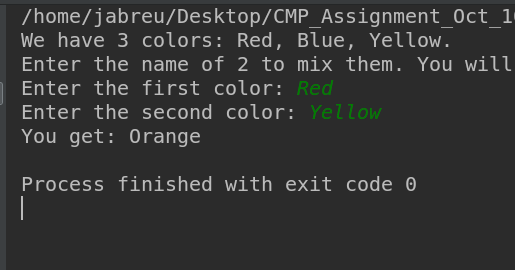 /home/jabreu/Desktop/CMP_Assignment_Oct_1
We have 3 colors: Red, Blue, Yellow.
Enter the name of 2 to mix them. You will
Enter the first color: Red
Enter the second color: Yellow
You get: Orange
Process finished with exit code 0